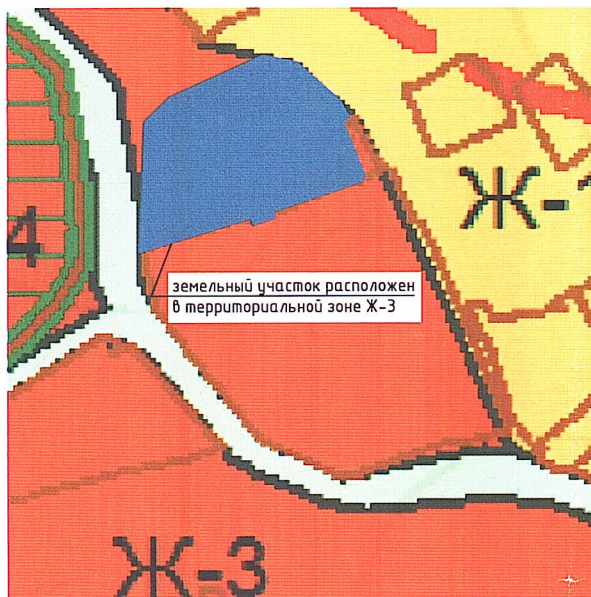 Ж-1
4
земельный участок расположен
в территориальной зоне Ж-3
Ж-3